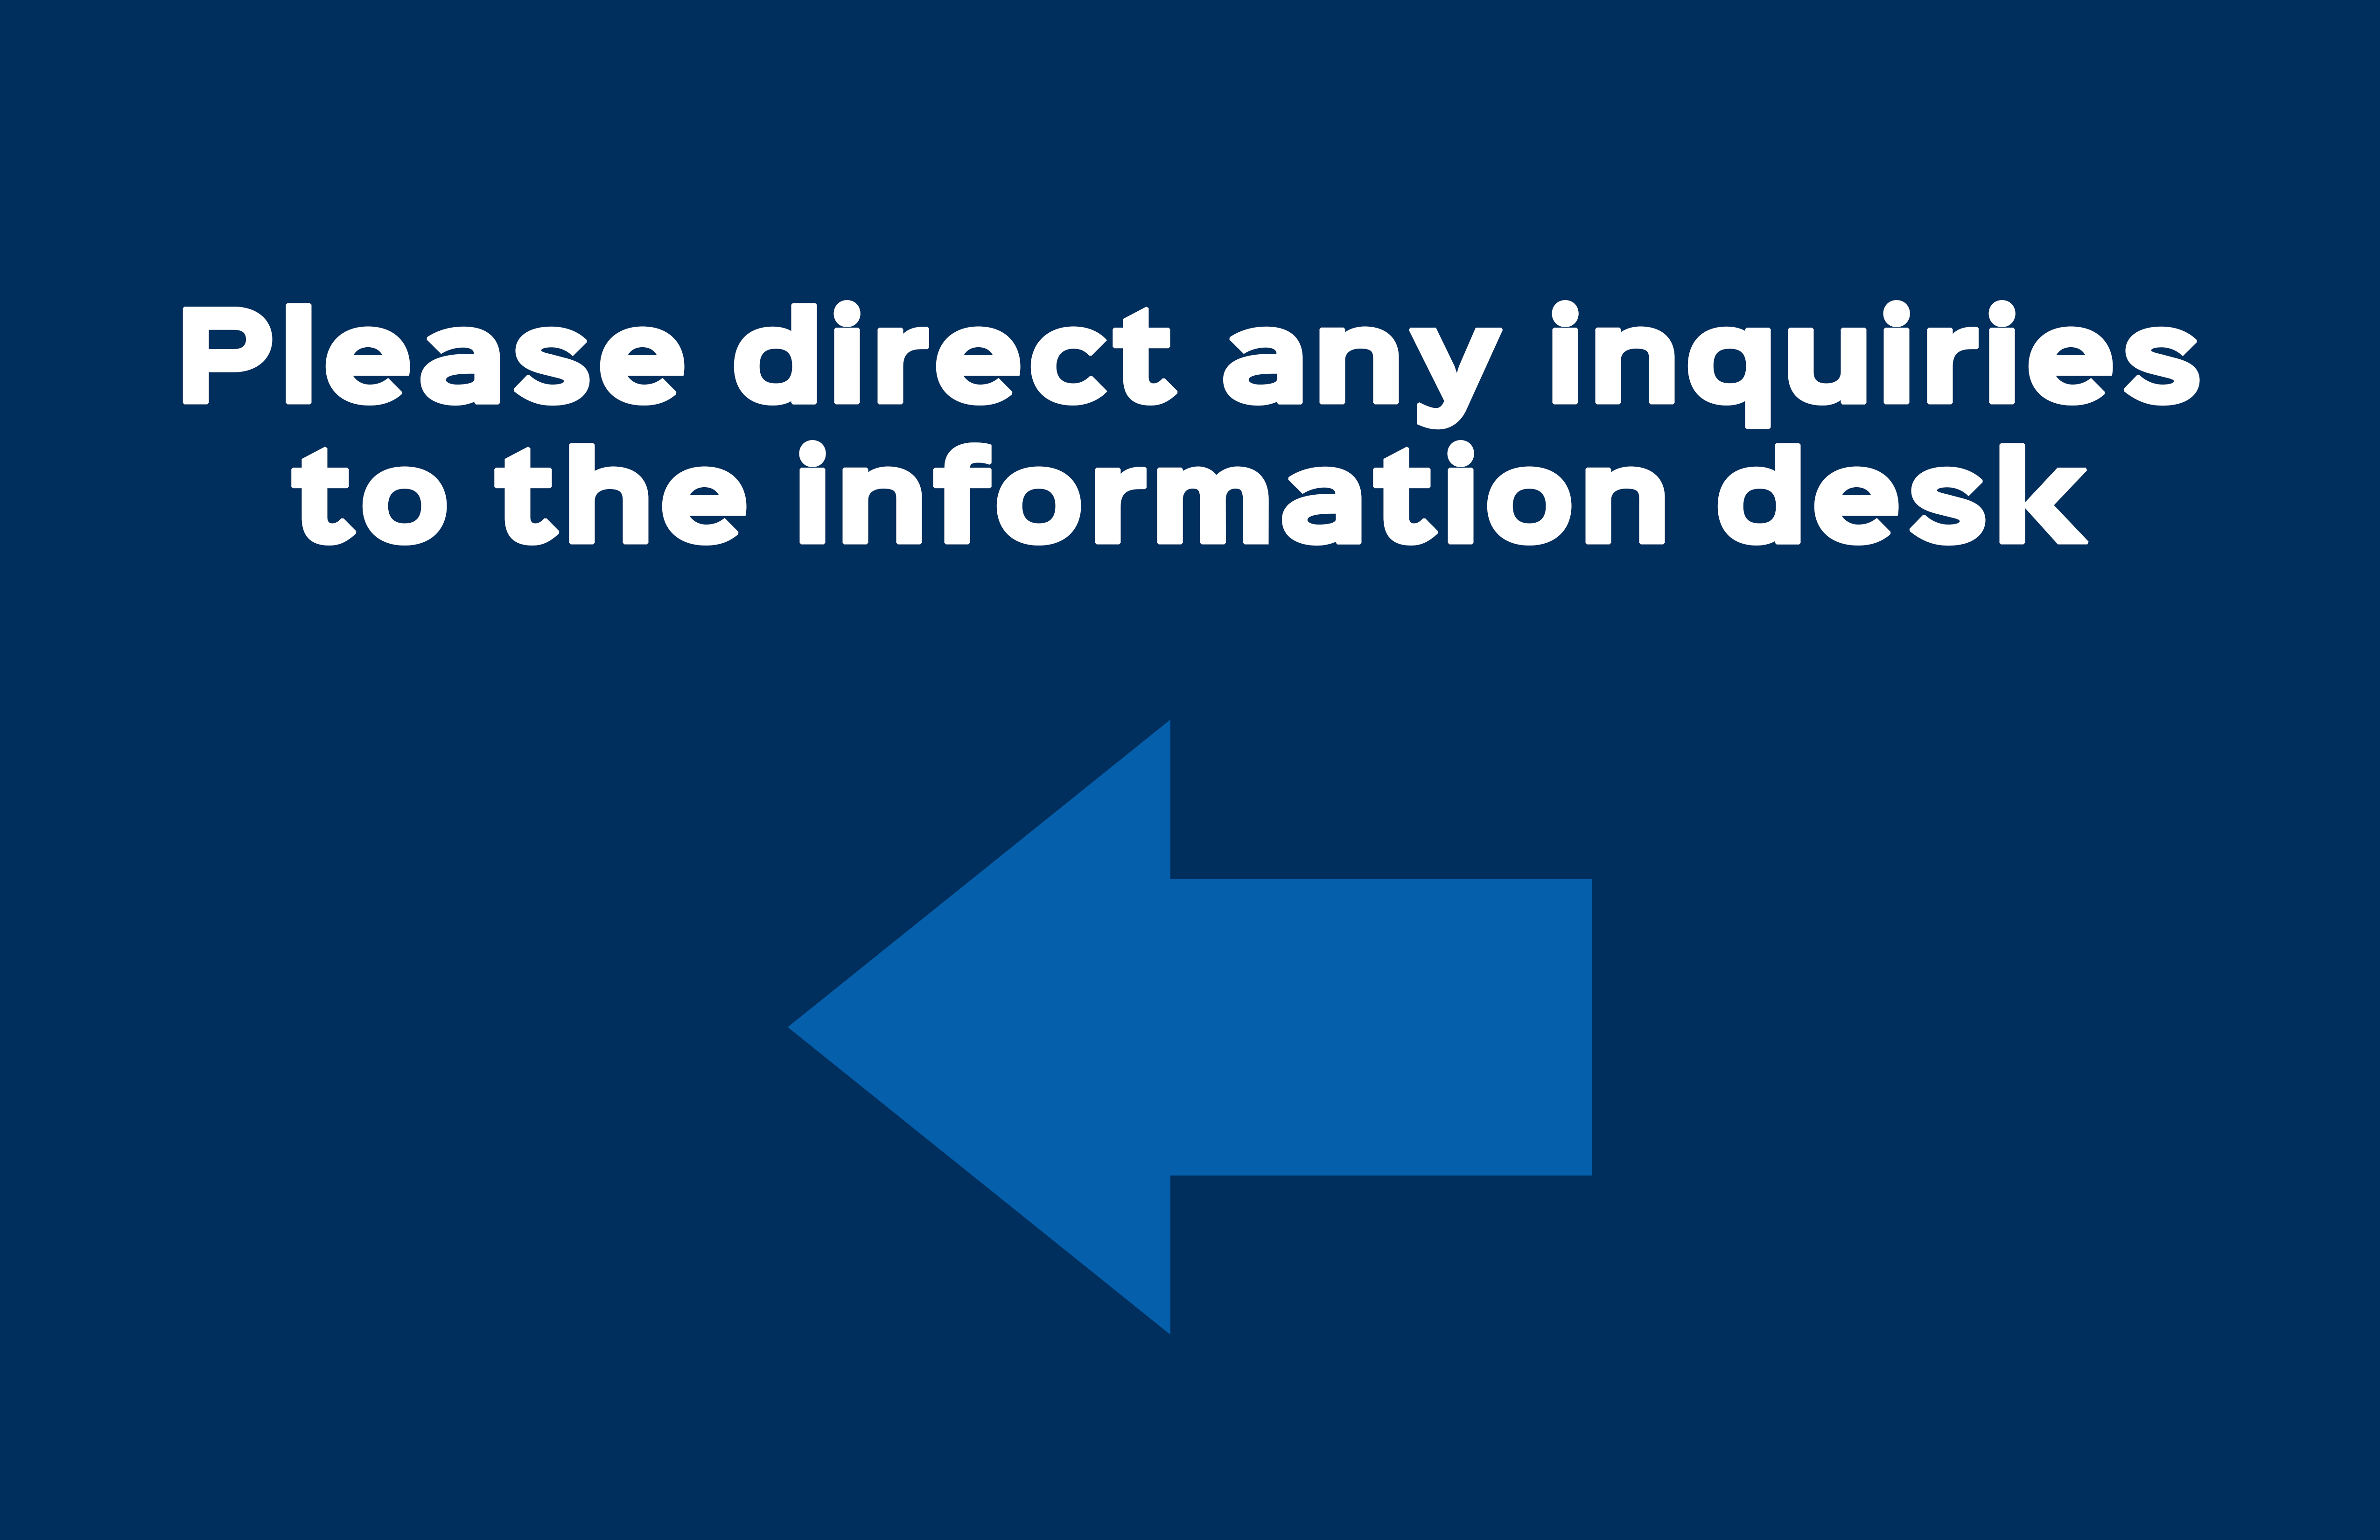 Please direct any inquiries
to the information desk